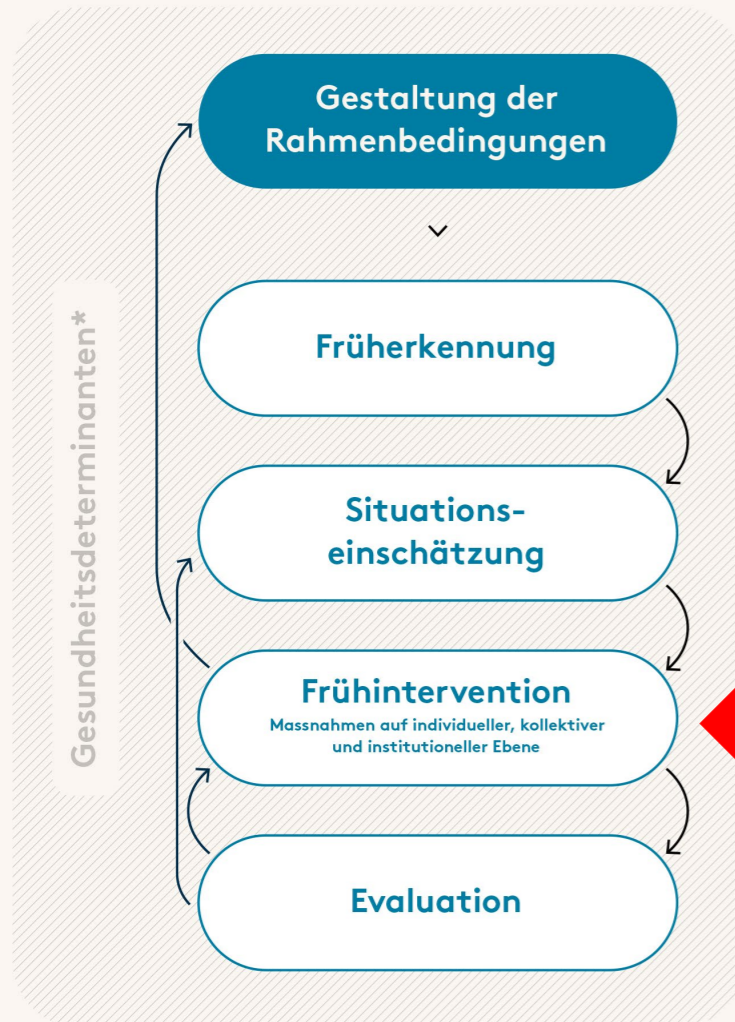 Gestaltung der
Rahmenbedingungen
Früherkennung
Gesundheitsdeterminanten*
Situations-
einschätzung
Frühintervention
Massnahmen auf individueller, kollektiver
und institutioneller Ebene
Evaluation